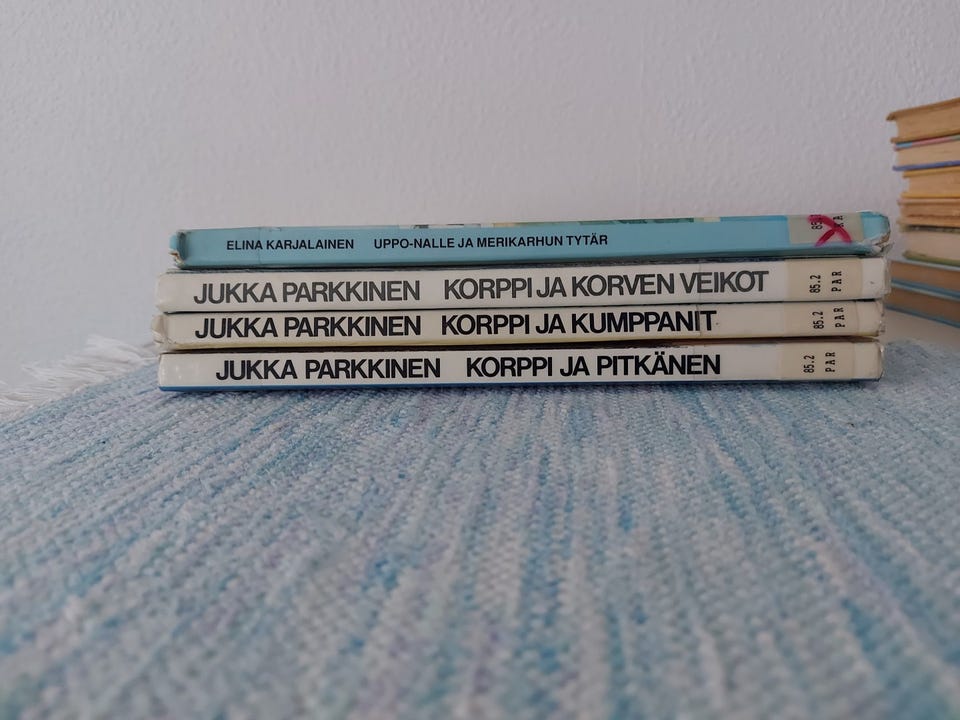 ELINA KARJALAINEN UPPO-NALLE JA MERIKARHUN TYTÄR
JUKKA PARKKINEN KORPPI JA KORVEN VEIKOT 85.2 PAR
JUKKA PARKKINEN KORPPI JA KUMPPANIT 85.2 PAR
JUKKA PARKKINEN KORPPI JA PITKÄNEN 85.2 PAR